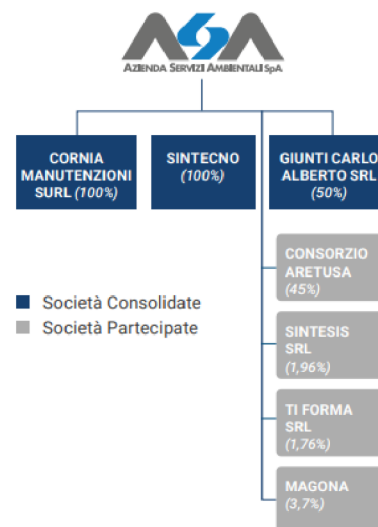 ASA
AZIENDA SERVIZI AMBIENTALI SpA
CORNIA
MANUTENZIONI
SURL (100%)
SINTECNO
(100%)
GIUNTI CARLO
ALBERTO SRL
(50%)
CONSORZIO
ARETUSA
(45%)
SINTESIS
SRL
(1,96%)
TI FORMA
SRL
(1,76%)
MAGONA
(3,7%)
Società Consolidate
Società Partecipate